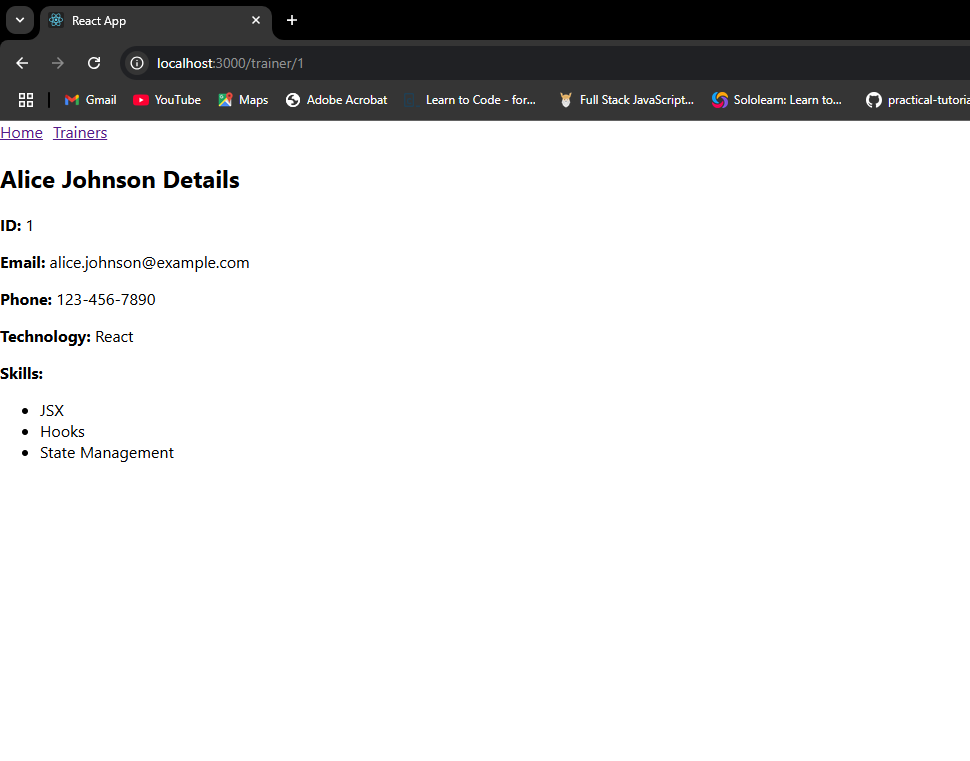 React App
localhost:3000/trainer/1
Gmail YouTube Maps Adobe Acrobat Learn to Code - for... Full Stack JavaScript... Sololearn: Learn to... practical-tutoria
Home Trainers
Alice Johnson Details
ID: 1
Email: alice.johnson@example.com
Phone: 123-456-7890
Technology: React
Skills:
JSX
Hooks
State Management